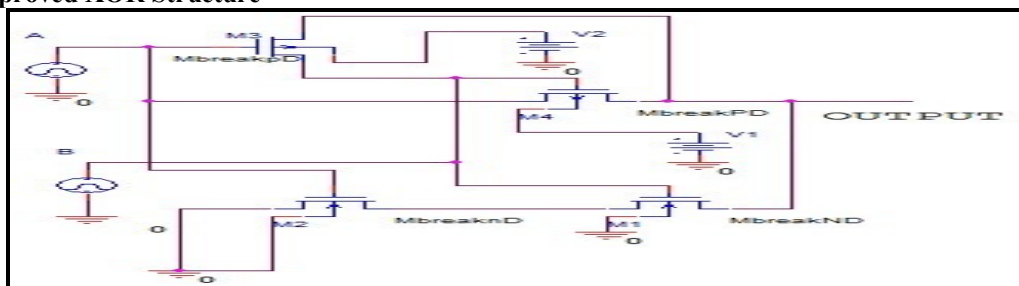 proved XOR Structure
A
M3
V2
MbreakpD
0
0
M4
MbreakPD
OUTPUT
V1
B
0
M2
MbreaknD
M1
MbreakND
0
0
0